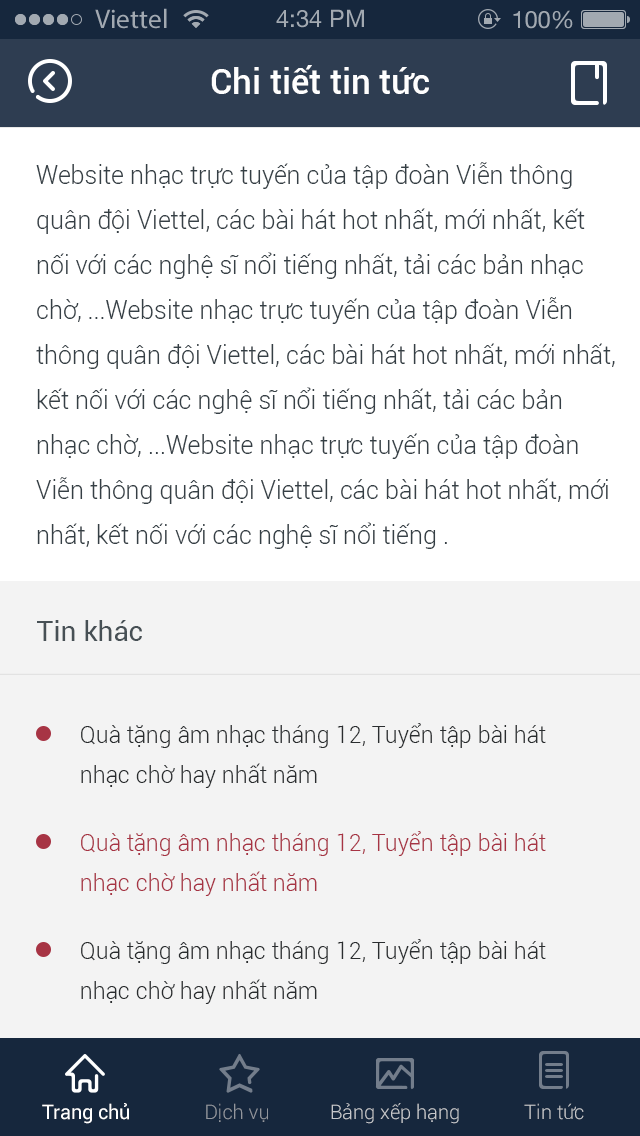 Viettel 4:34 PM 100%
Chi tiết tin tức
Website nhạc trực tuyến của tập đoàn Viễn thông
quân đội Viettel, các bài hát hot nhất, mới nhất, kết
nối với các nghệ sĩ nổi tiếng nhất, tải các bản nhạc
chờ, ...Website nhạc trực tuyến của tập đoàn Viễn
thông quân đội Viettel, các bài hát hot nhất, mới nhất,
kết nối với các nghệ sĩ nổi tiếng nhất, tải các bản
nhạc chờ, ...Website nhạc trực tuyến của tập đoàn
Viễn thông quân đội Viettel, các bài hát hot nhất, mới
nhất, kết nối với các nghệ sĩ nổi tiếng .
Tin khác
Quà tặng âm nhạc tháng 12, Tuyển tập bài hát
nhạc chờ hay nhất năm
Quà tặng âm nhạc tháng 12, Tuyển tập bài hát
nhạc chờ hay nhất năm
Quà tặng âm nhạc tháng 12, Tuyển tập bài hát
nhạc chờ hay nhất năm
Trang chủ Dịch vụ Bảng xếp hạng Tin tức